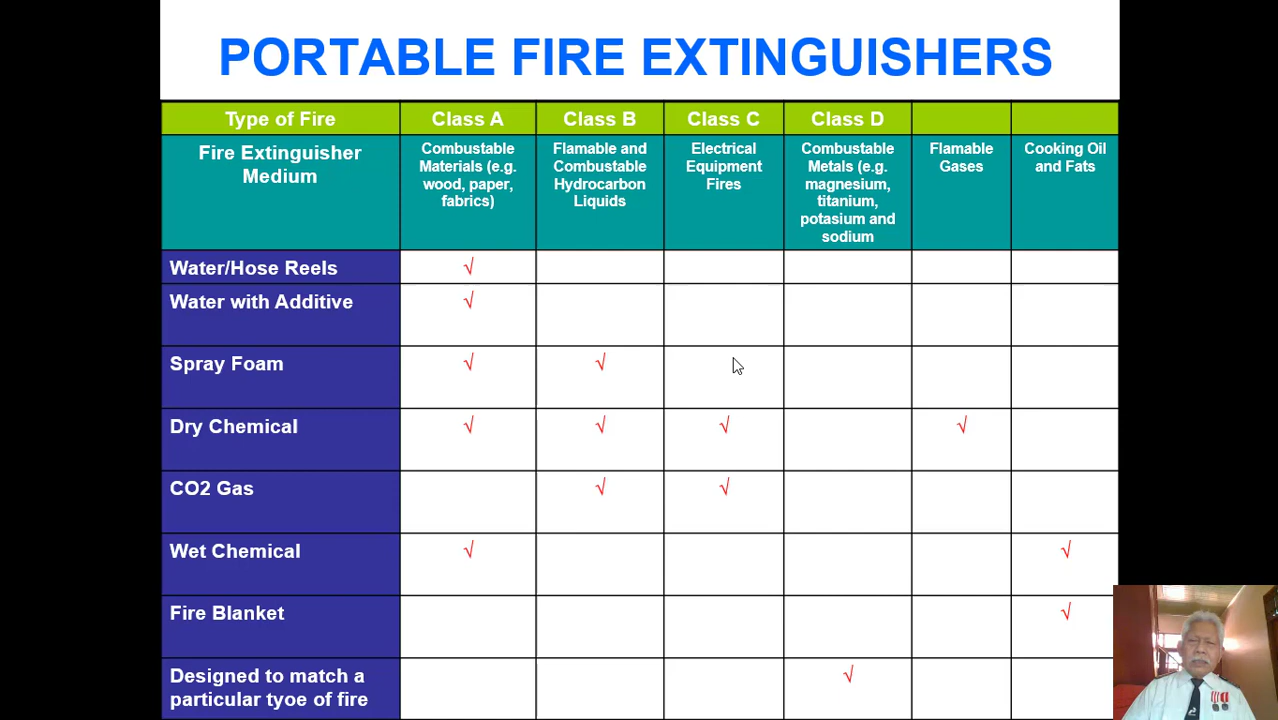 PORTABLE FIRE EXTINGUISHERS
Type of Fire
Class A
Class B
Class C
Class D
Fire Extinguisher
Medium
Combustable
Materials (e.g.
wood, paper,
fabrics)
Flamable and
Combustable
Hydrocarbon
Liquids
Electrical
Equipment
Fires
Combustable
Metals (e.g.
magnesium,
titanium,
potasium and
sodium
Flamable
Gases
Cooking Oil
and Fats
Water/Hose Reels
√
Water with Additive
√
Spray Foam
√
√
Dry Chemical
√
√
√
√
CO2 Gas
√
√
Wet Chemical
√
√
Fire Blanket
√
Designed to match a
particular tyoe of fire
√